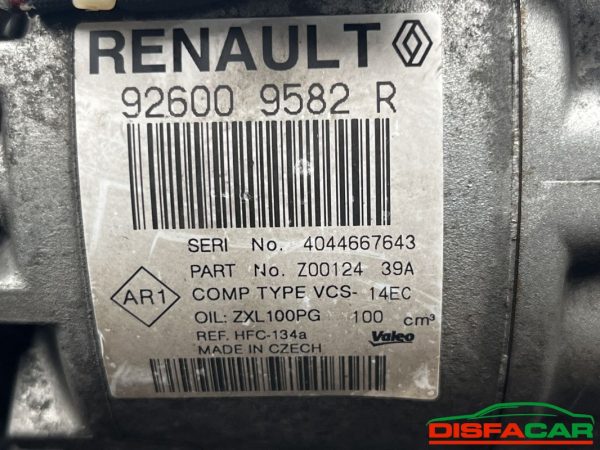 RENAULT
92600 9582 R
SERI No. 4044667643
PART No. Z00124 39A
AR1
COMP TYPE VCS- 14EC
OIL: ZXL100PG 100 cm³
REF. HFC-134a
Valeo
MADE IN CZECH
DISFACAR